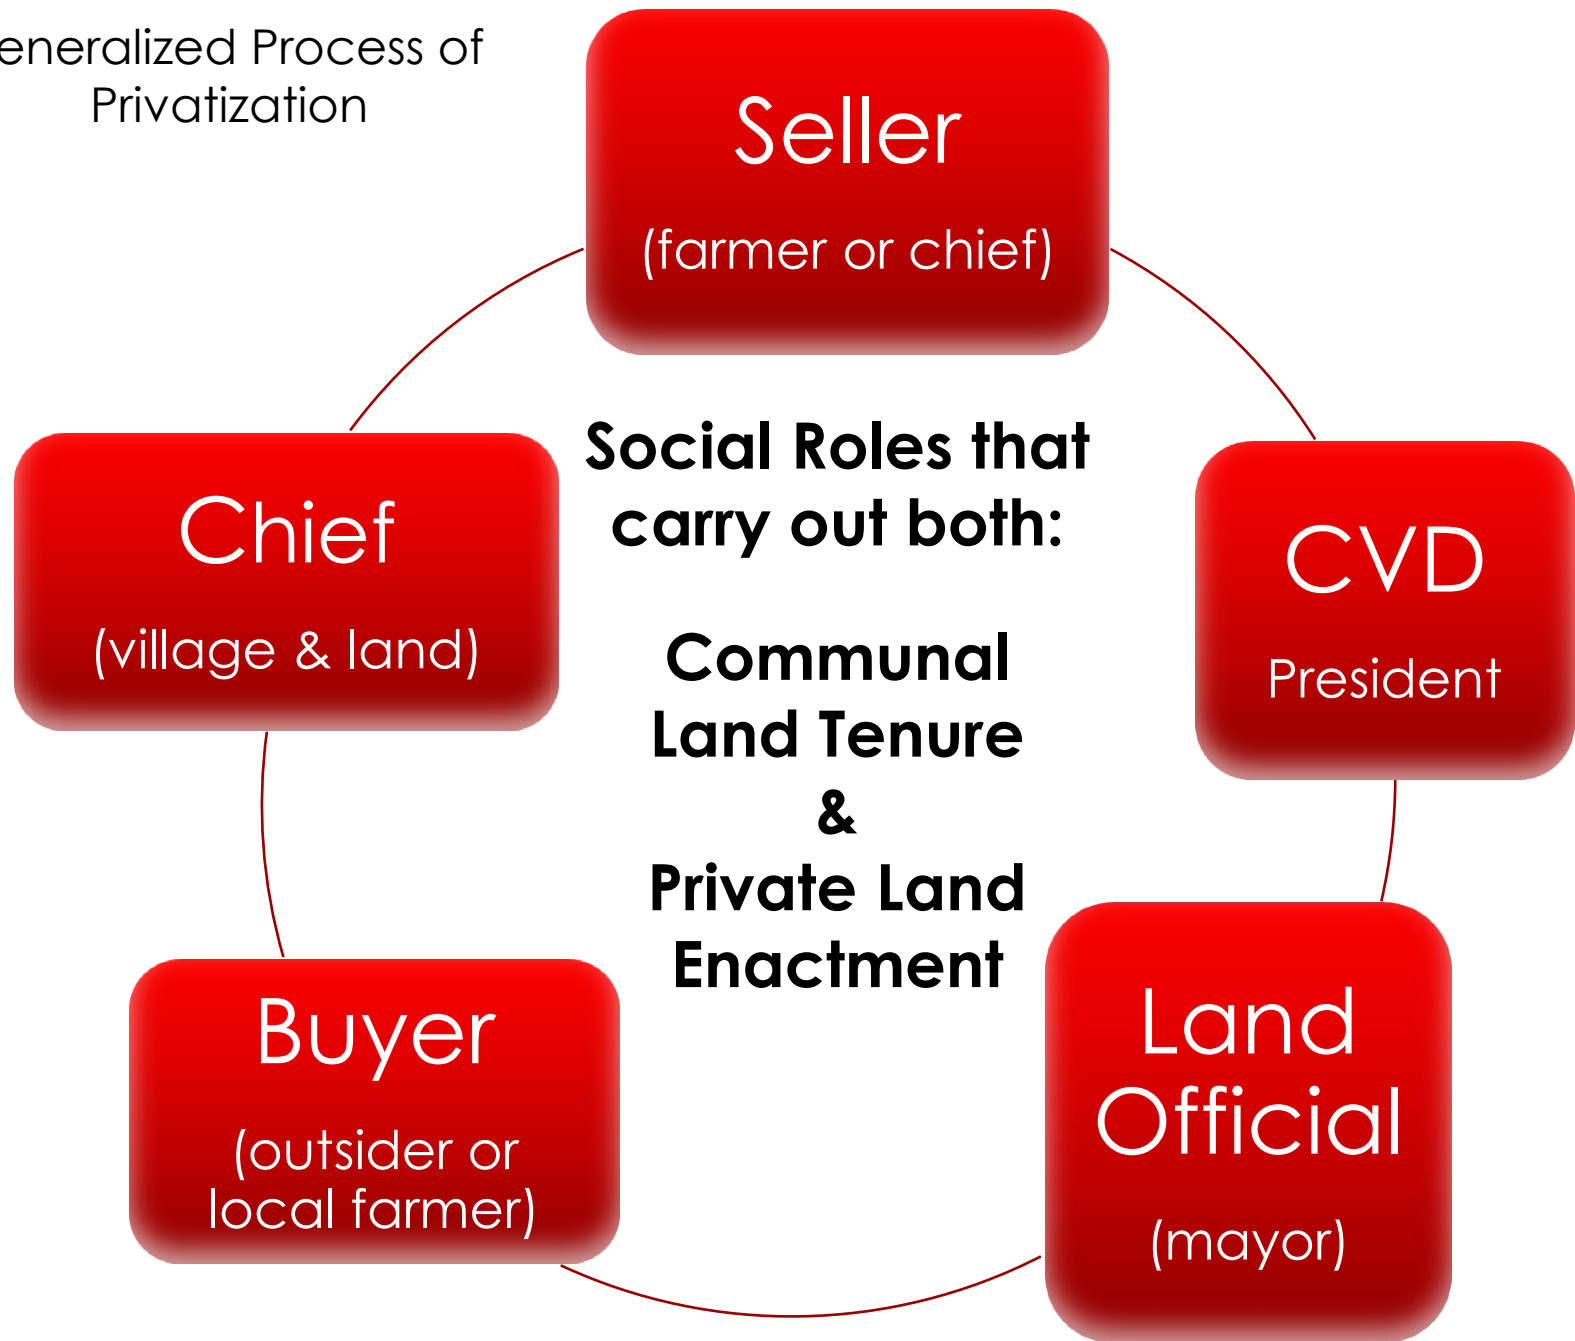 eneralized Process of
Privatization
Seller
(farmer or chief)
Social Roles that
carry out both:
Communal
Land Tenure
&
Private Land
Enactment
Chief
(village & land)
CVD
President
Buyer
(outsider or
local farmer)
Land
Official
(mayor)